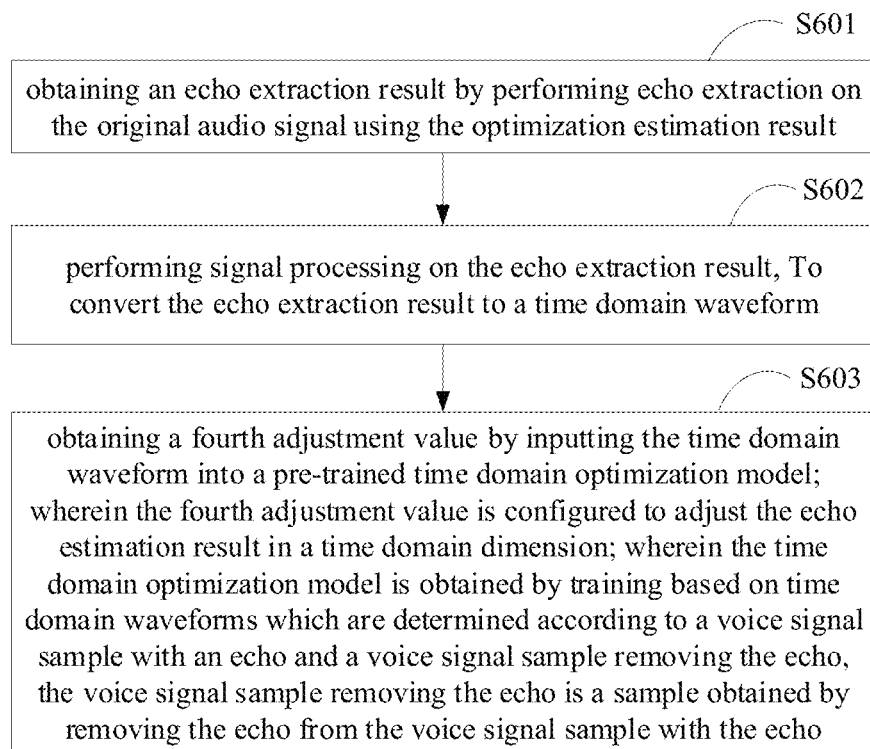 S601
obtaining an echo extraction result by performing echo extraction on
the original audio signal using the optimization estimation result
S602
performing signal processing on the echo extraction result, To
convert the echo extraction result to a time domain waveform
S603
obtaining a fourth adjustment value by inputting the time domain
waveform into a pre-trained time domain optimization model;
wherein the fourth adjustment value is configured to adjust the echo
estimation result in a time domain dimension; wherein the time
domain optimization model is obtained by training based on time
domain waveforms which are determined according to a voice signal
sample with an echo and a voice signal sample removing the echo,
the voice signal sample removing the echo is a sample obtained by
removing the echo from the voice signal sample with the echo